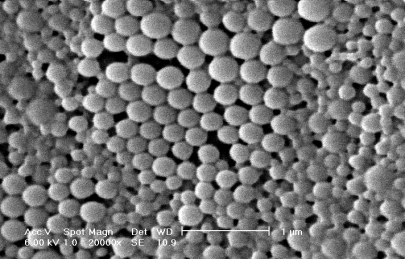 Acc.V Spot Magn Det WD 1 µm
6.00 kV 1.0 20000x SE 10.9